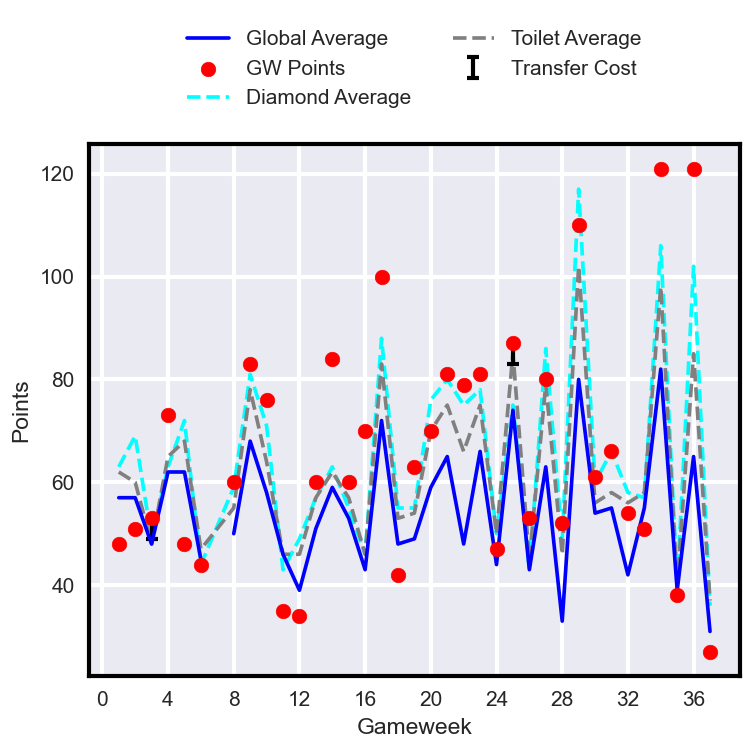 Global Average
GW Points
Diamond Average
Toilet Average
Transfer Cost
120
100
80
60
40
Points
0 4 8 12 16 20 24 28 32 36
Gameweek